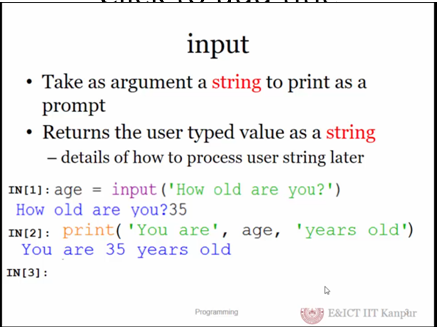 input
• Take as argument a string to print as a
prompt
• Returns the user typed value as a string
– details of how to process user string later
IN[1]: age = input('How old are you?')
How old are you?35
IN[2]: print('You are', age, 'years old')
You are 35 years old
IN[3]:
Programming
E&ICT IIT Kanpur